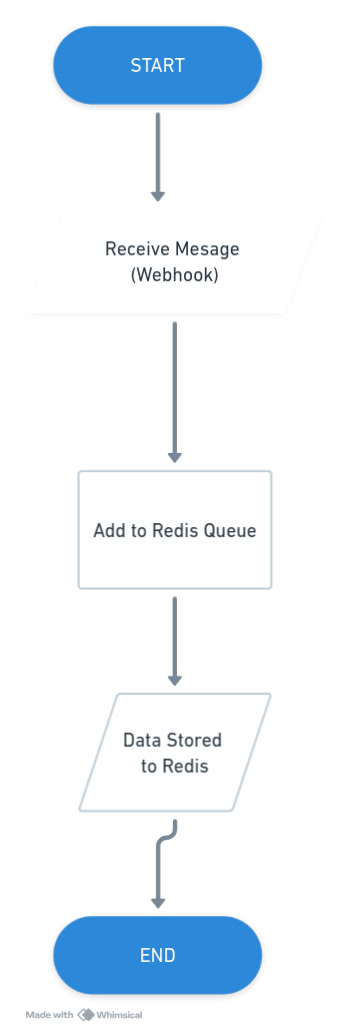 START
Receive Mesage
(Webhook)
Add to Redis Queue
Data Stored
to Redis
END
Made with Whimsical